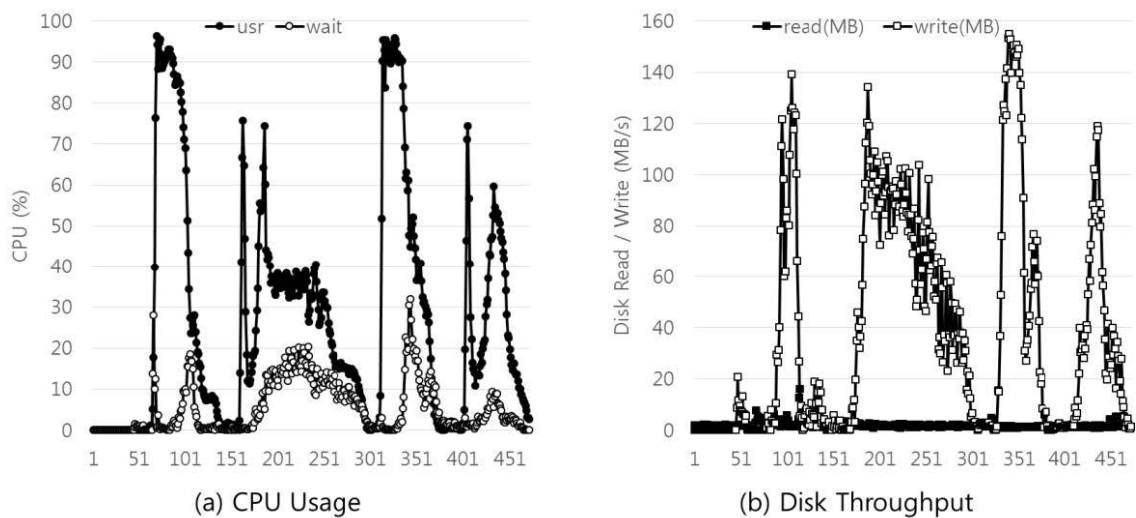 usr wait
100
90
80
70
60
50
40
30
20
10
0
CPU (%)
1 51 101 151 201 251 301 351 401 451
(a) CPU Usage
read(MB) write(MB)
160
140
120
100
80
60
40
20
0
Disk Read / Write (MB/s)
1 51 101 151 201 251 301 351 401 451
(b) Disk Throughput